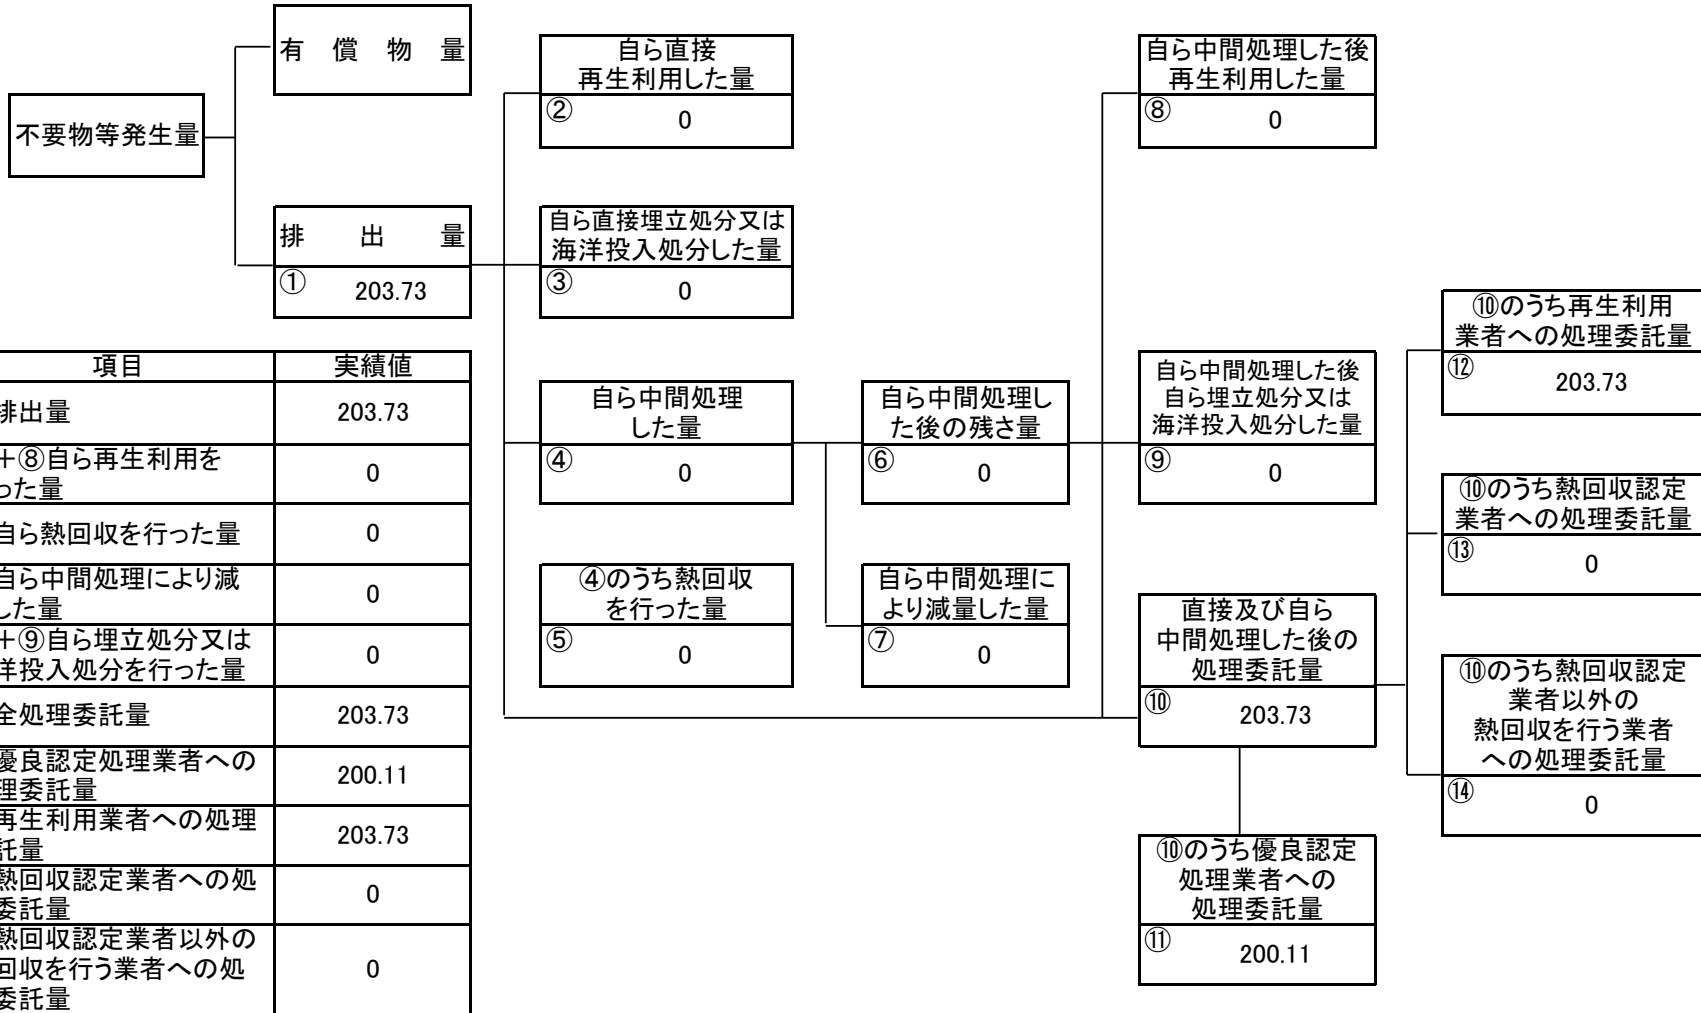 有償物量
不要物等発生量
排出量
①
203.73
自ら直接
再生利用した量
②
0
自ら直接埋立処分又は
海洋投入処分した量
③
0
自ら中間処理
した量
④
0
④のうち熱回収
を行った量
⑤
0
自ら中間処理し
た後の残さ量
⑥
0
自ら中間処理に
より減量した量
⑦
0
自ら中間処理した後
再生利用した量
⑧
0
自ら中間処理した後
自ら埋立処分又は
海洋投入処分した量
⑨
0
直接及び自ら
中間処理した後の
処理委託量
⑩
203.73
⑩のうち優良認定
処理業者への
処理委託量
⑪
200.11
⑩のうち再生利用
業者への処理委託量
⑫
203.73
⑩のうち熱回収認定
業者への処理委託量
⑬
0
⑩のうち熱回収認定
業者以外の
熱回収を行う業者
への処理委託量
⑭
0
項目 実績値
排出量 203.73
+⑧自ら再生利用を
った量 0
自ら熱回収を行った量 0
自ら中間処理により減
した量 0
+⑨自ら埋立処分又は
洋投入処分を行った量 0
全処理委託量 203.73
優良認定処理業者への
理委託量 200.11
再生利用業者への処理
託量 203.73
熱回収認定業者への処
委託量 0
熱回収認定業者以外の
回収を行う業者への処
委託量 0